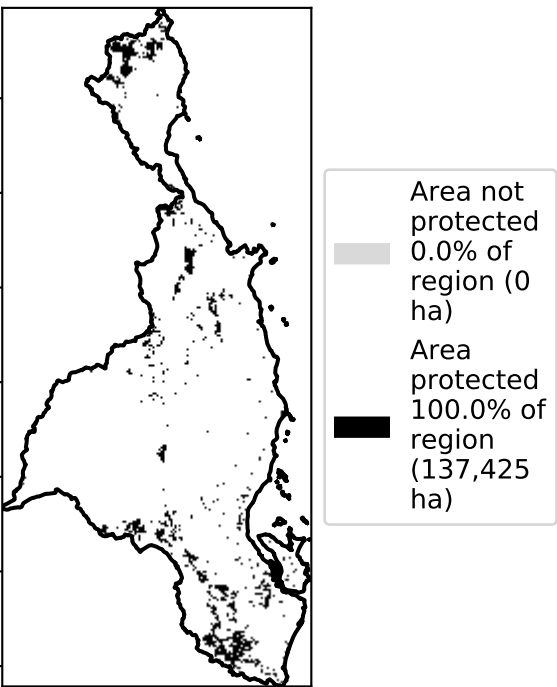 Area not
protected
0.0% of
region (0
ha)
Area
protected
100.0% of
region
(137,425
ha)